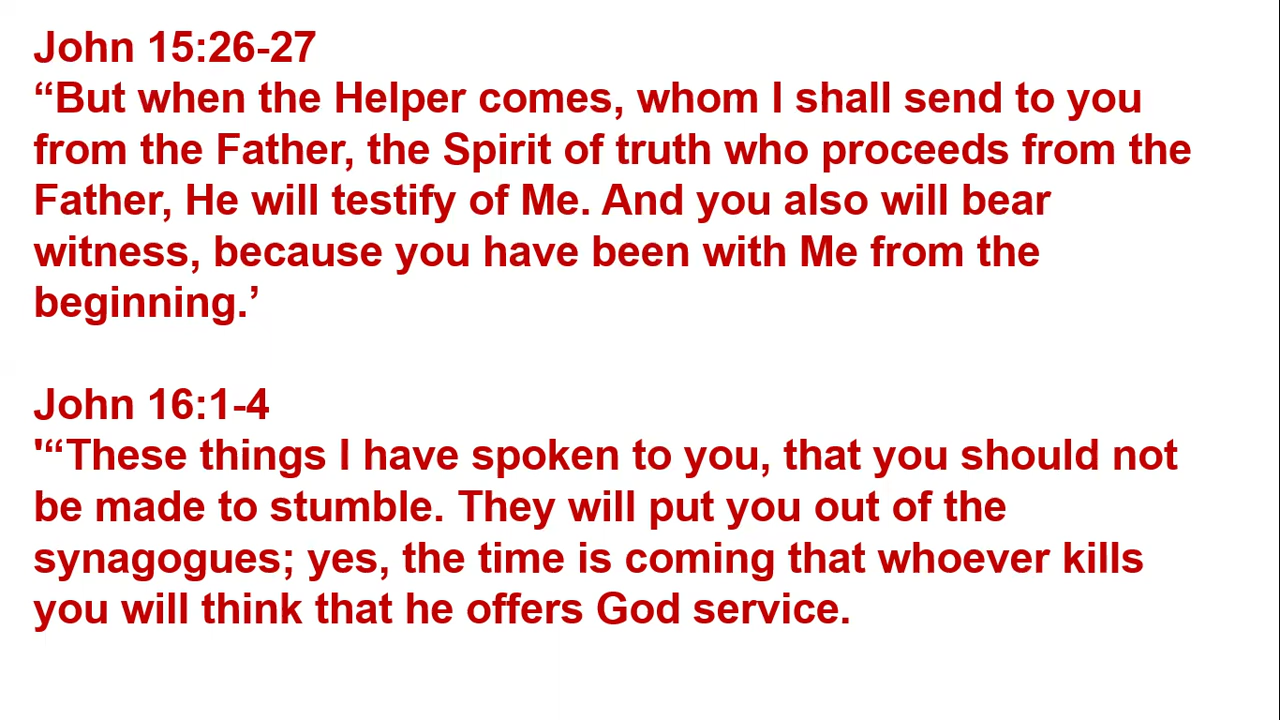 John 15:26-27
“But when the Helper comes, whom I shall send to you
from the Father, the Spirit of truth who proceeds from the
Father, He will testify of Me. And you also will bear
witness, because you have been with Me from the
beginning.’
John 16:1-4
'“These things I have spoken to you, that you should not
be made to stumble. They will put you out of the
synagogues; yes, the time is coming that whoever kills
you will think that he offers God service.